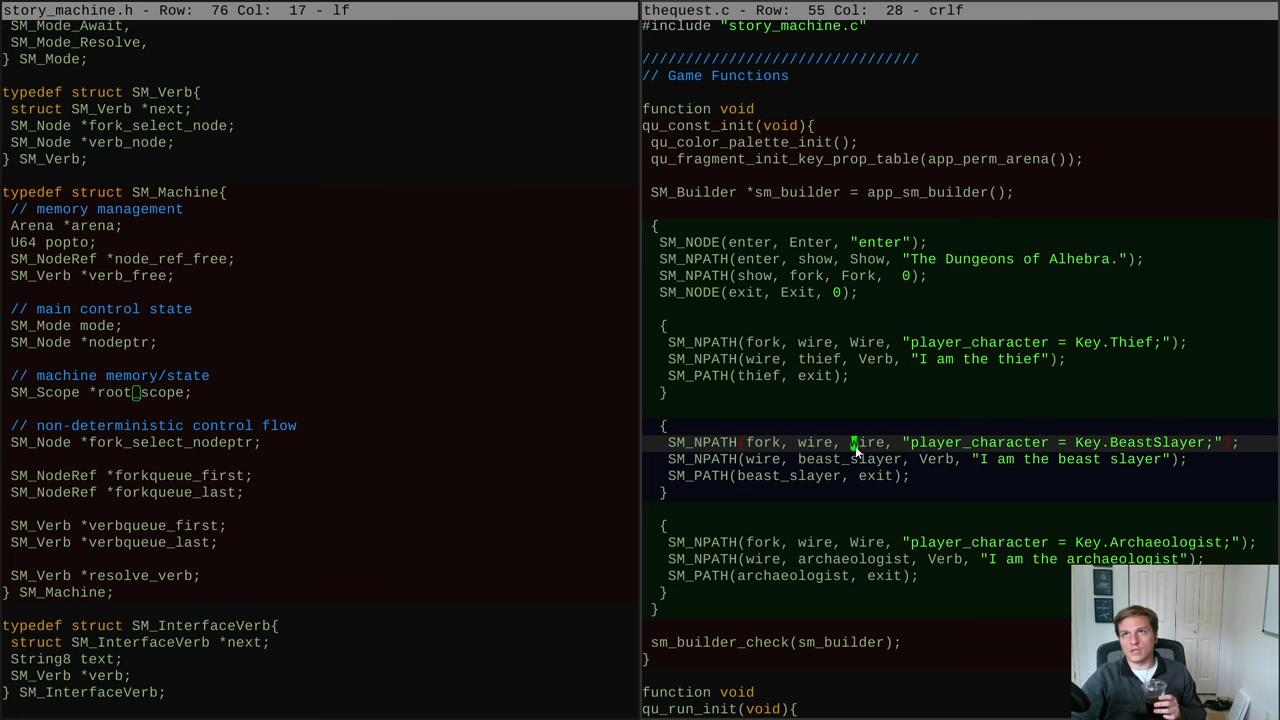 story_machine.h - Row:  76 Col:  17 - lf
SM_Mode_Await,
SM_Mode_Resolve,
} SM_Mode;
typedef struct SM_Verb{
struct SM_Verb *next;
SM_Node *fork_select_node;
SM_Node *verb_node;
} SM_Verb;
typedef struct SM_Machine{
// memory management
Arena *arena;
U64 popto;
SM_NodeRef *node_ref_free;
SM_Verb *verb_free;
// main control state
SM_Mode mode;
SM_Node *nodeptr;
// machine memory/state
SM_Scope *root_scope;
// non-deterministic control flow
SM_Node *fork_select_nodeptr;
SM_NodeRef *forkqueue_first;
SM_NodeRef *forkqueue_last;
SM_Verb *verbqueue_first;
SM_Verb *verbqueue_last;
SM_Verb *resolve_verb;
} SM_Machine;
typedef struct SM_InterfaceVerb{
struct SM_InterfaceVerb *next;
String8 text;
SM_Verb *verb;
} SM_InterfaceVerb;
thequest.c - Row:  55 Col:  28 - crlf
#include "story_machine.c"
////////////////////////////////
// Game Functions
function void
qu_const_init(void){
qu_color_palette_init();
qu_fragment_init_key_prop_table(app_perm_arena());
SM_Builder *sm_builder = app_sm_builder();
{
SM_NODE(enter, Enter, "enter");
SM_NPATH(enter, show, Show, "The Dungeons of Alhebra.");
SM_NPATH(show, fork, Fork,  0);
SM_NODE(exit, Exit, 0);
{
SM_NPATH(fork, wire, Wire, "player_character = Key.Thief;");
SM_NPATH(wire, thief, Verb, "I am the thief");
SM_PATH(thief, exit);
}
{
SM_NPATH(fork, wire, wire, "player_character = Key.BeastSlayer;");
SM_NPATH(wire, beast_slayer, Verb, "I am the beast slayer");
SM_PATH(beast_slayer, exit);
}
{
SM_NPATH(fork, wire, Wire, "player_character = Key.Archaeologist;");
SM_NPATH(wire, archaeologist, Verb, "I am the archaeologist");
SM_PATH(archaeologist, exit);
}
}
sm_builder_check(sm_builder);
}
function void
qu_run_init(void){